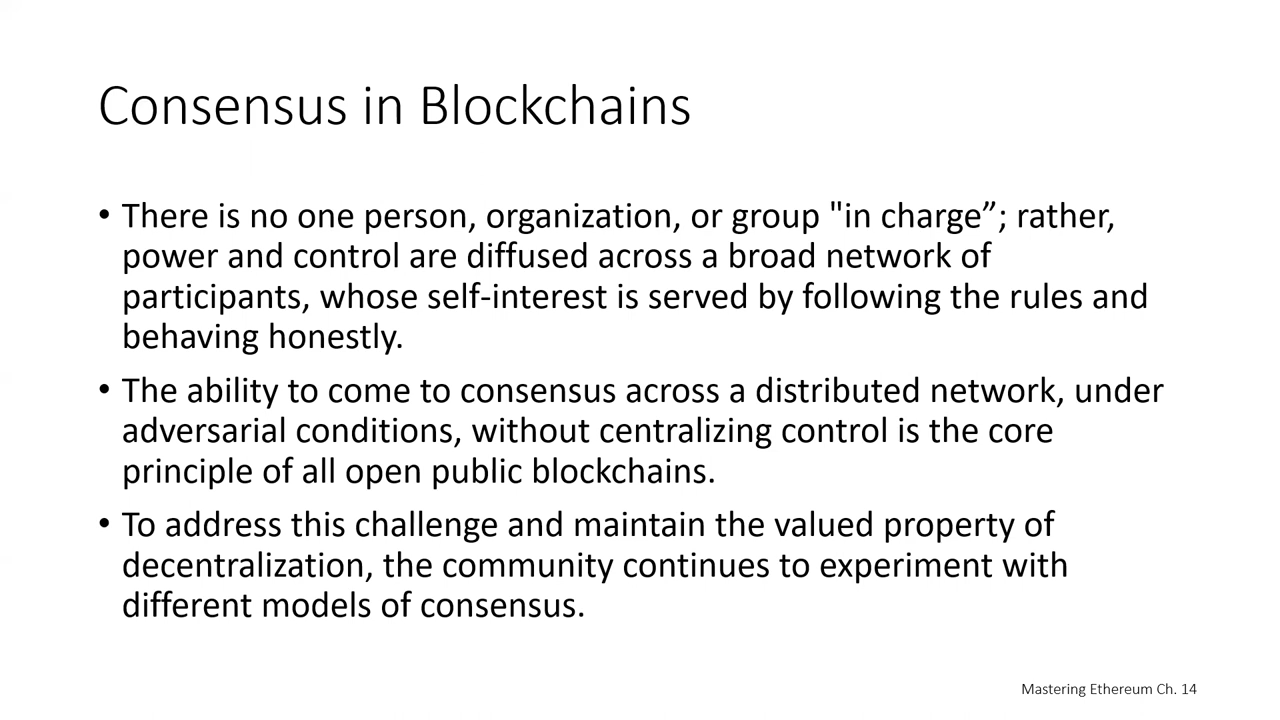 Consensus in Blockchains
• There is no one person, organization, or group "in charge”; rather,
power and control are diffused across a broad network of
participants, whose self-interest is served by following the rules and
behaving honestly.
• The ability to come to consensus across a distributed network, under
adversarial conditions, without centralizing control is the core
principle of all open public blockchains.
• To address this challenge and maintain the valued property of
decentralization, the community continues to experiment with
different models of consensus.
Mastering Ethereum Ch. 14